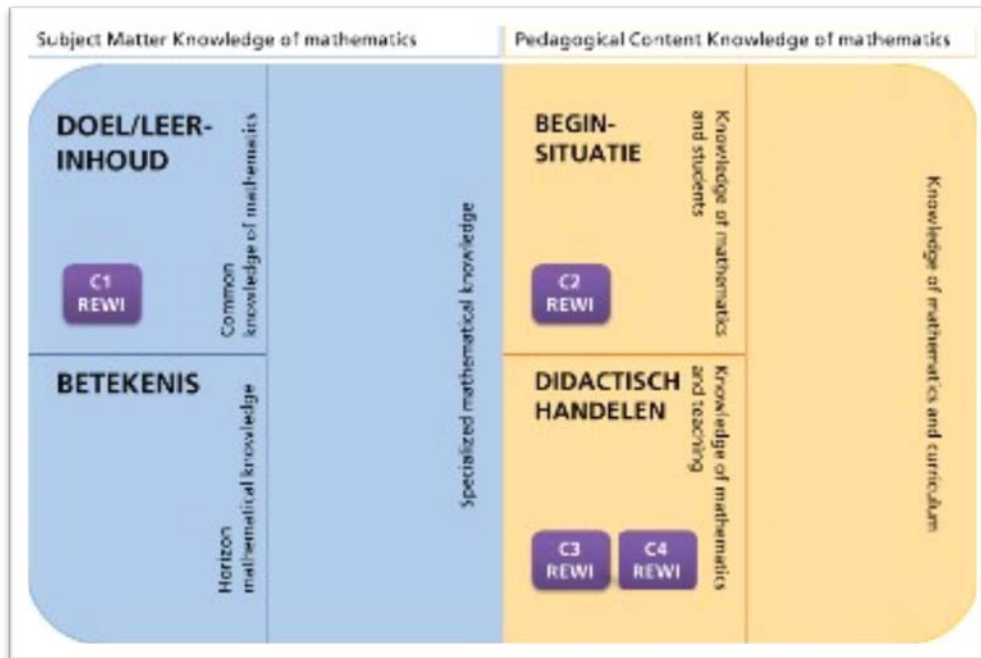 Subject Matter Knowledge of mathematics
Pedagogical Content Knowledge of mathematics
DOEL/LEER-
INHOUD
C1
REWI
Common
knowledge of mathematics
BETEKENIS
Horizon
mathematical knowledge
Specialized mathematical knowledge
BEGIN-
SITUATIE
C2
REWI
Knowledge of mathematics
and students
DIDACTISCH
HANDELEN
C3
REWI
C4
REWI
Knowledge of mathematics
and teaching
Knowledge of mathematics and curriculum